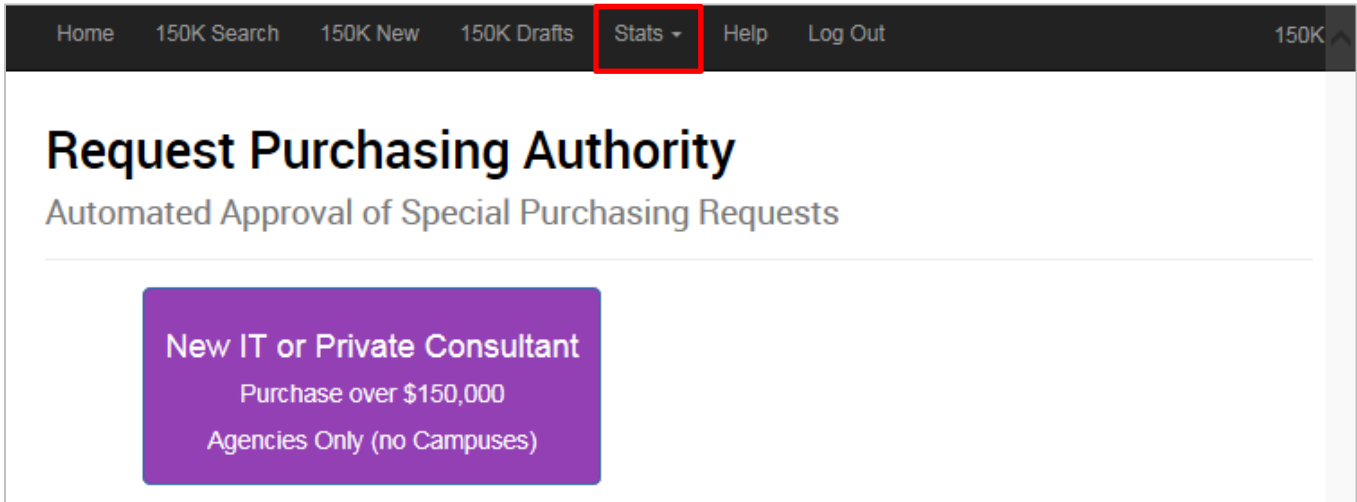 Home 150K Search 150K New 150K Drafts Stats Help Log Out 150K
Request Purchasing Authority
Automated Approval of Special Purchasing Requests
New IT or Private Consultant
Purchase over $150,000
Agencies Only (no Campuses)